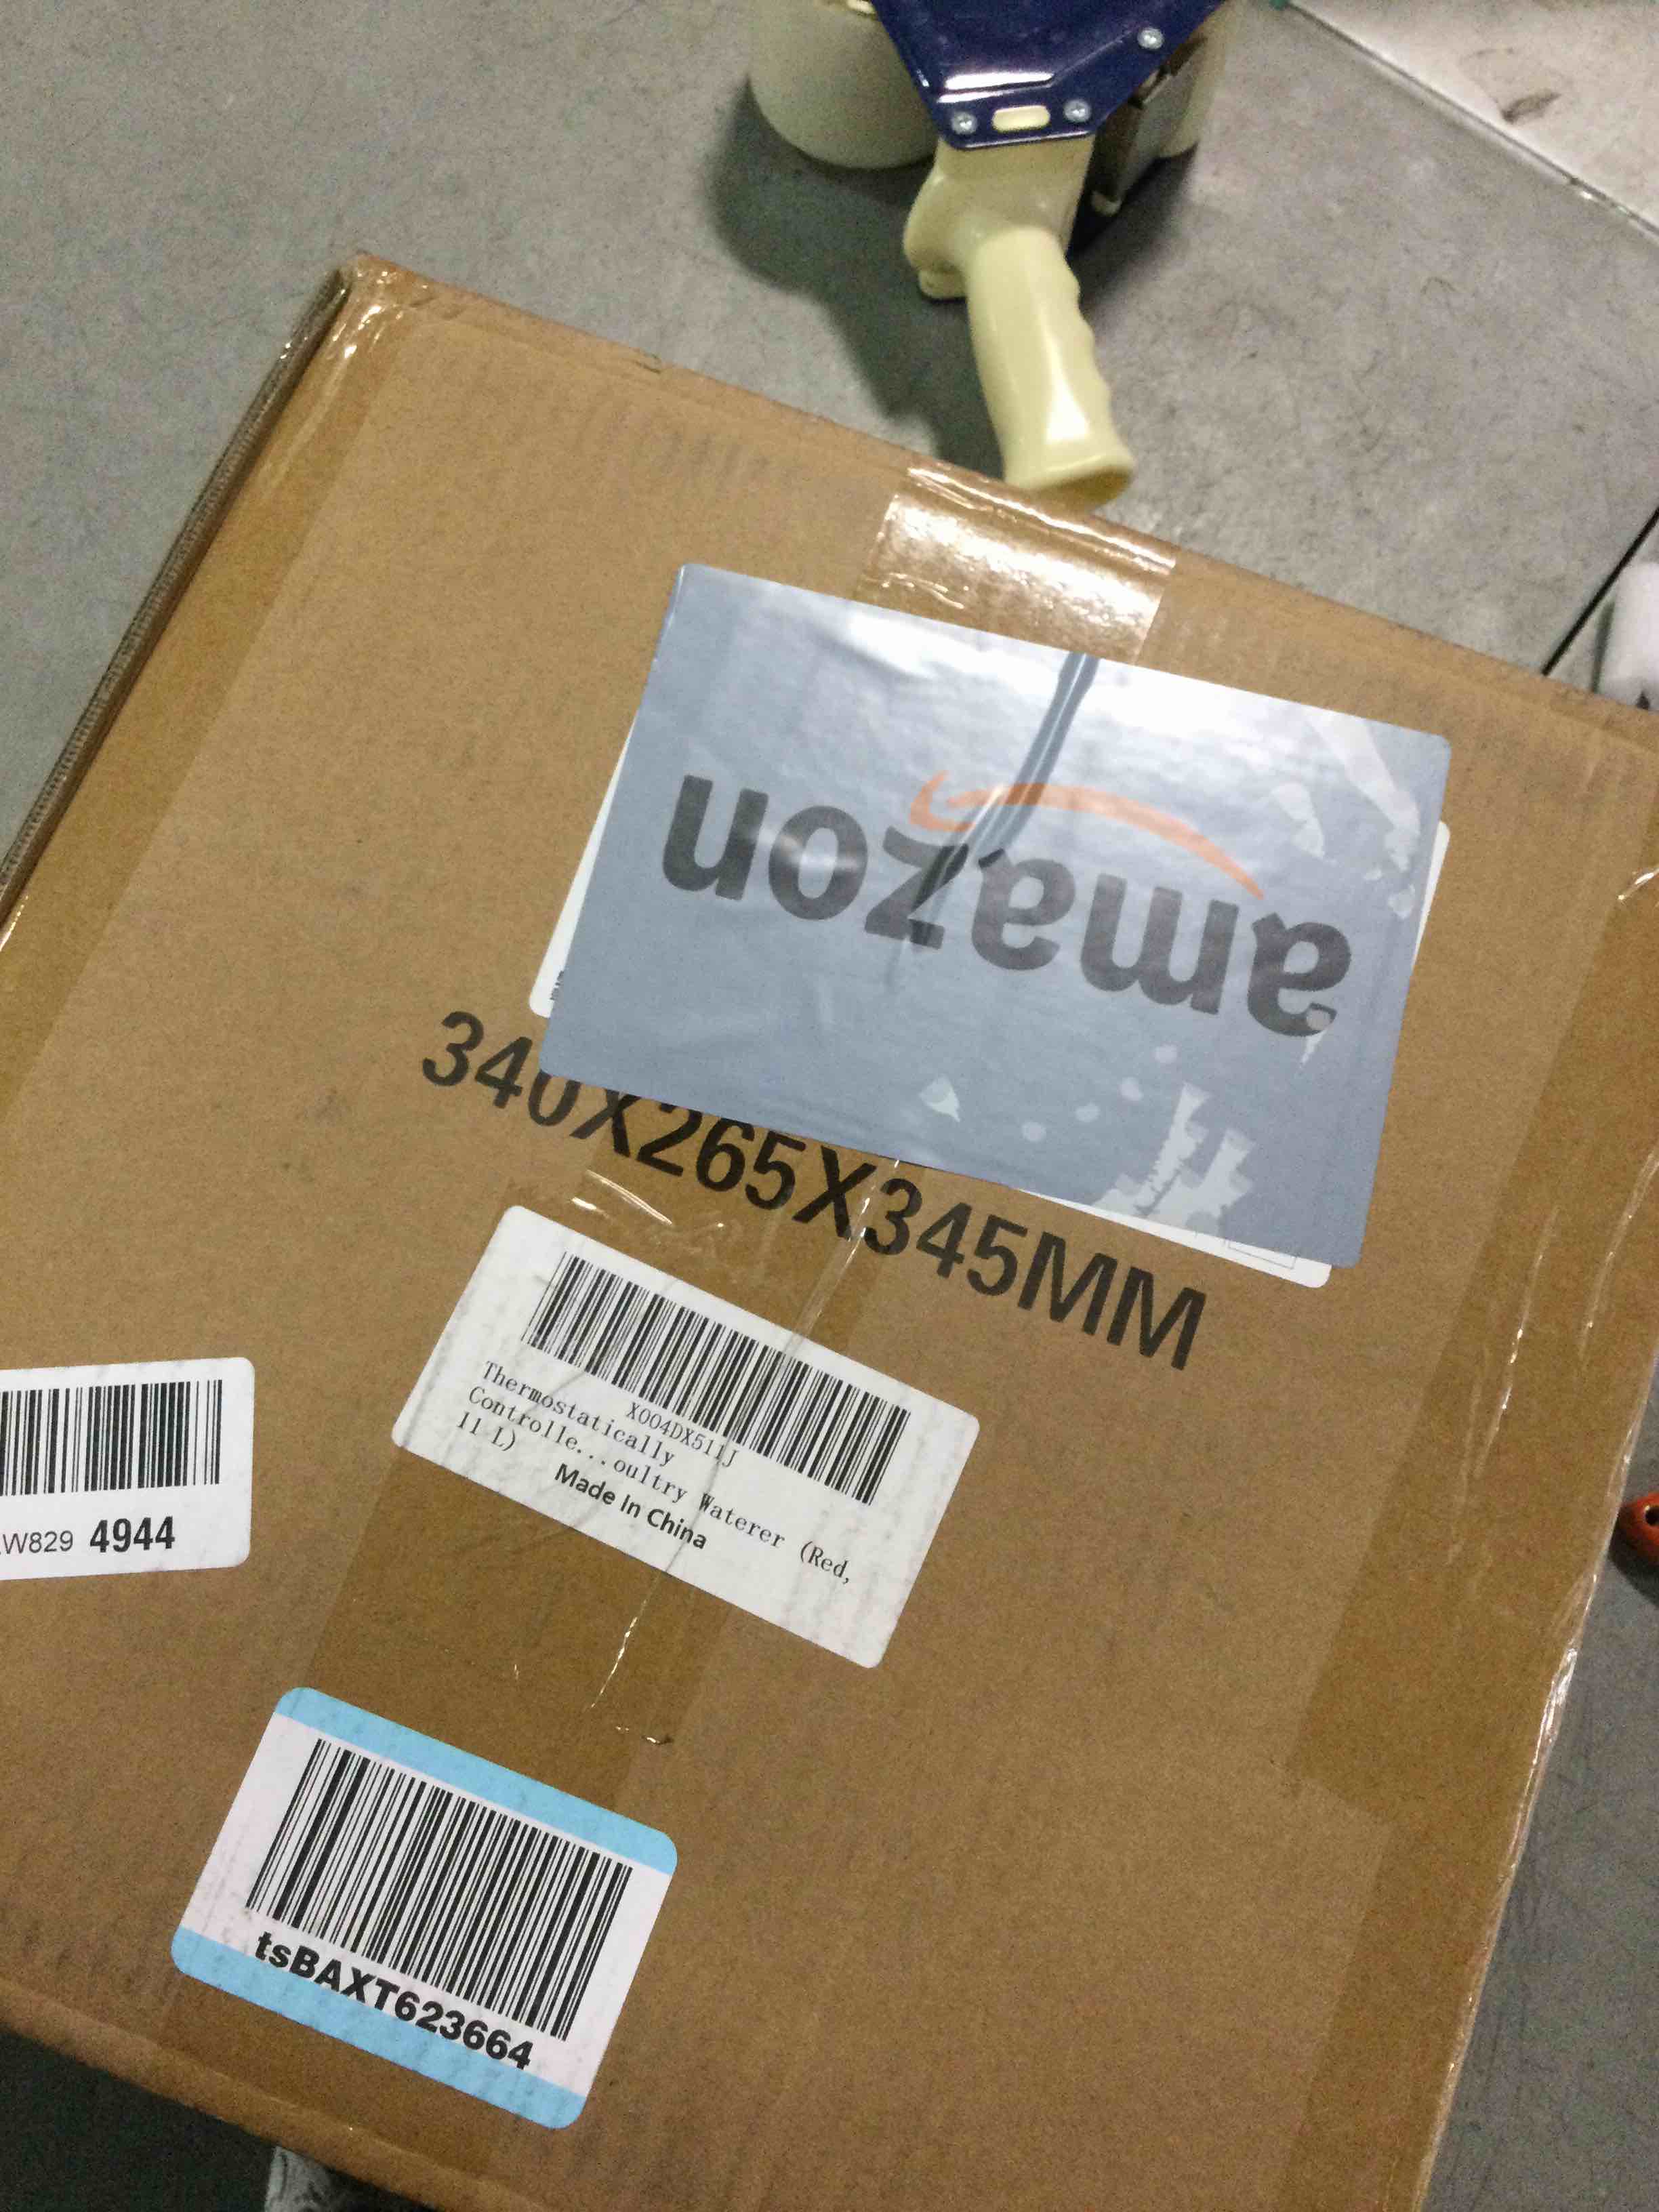 amazon
340X265X345MM
X004DX511J
Thermostatically
Controlle...oultry Waterer (Red,
11 L)
Made In China
W829 4944
tsBAXT623664